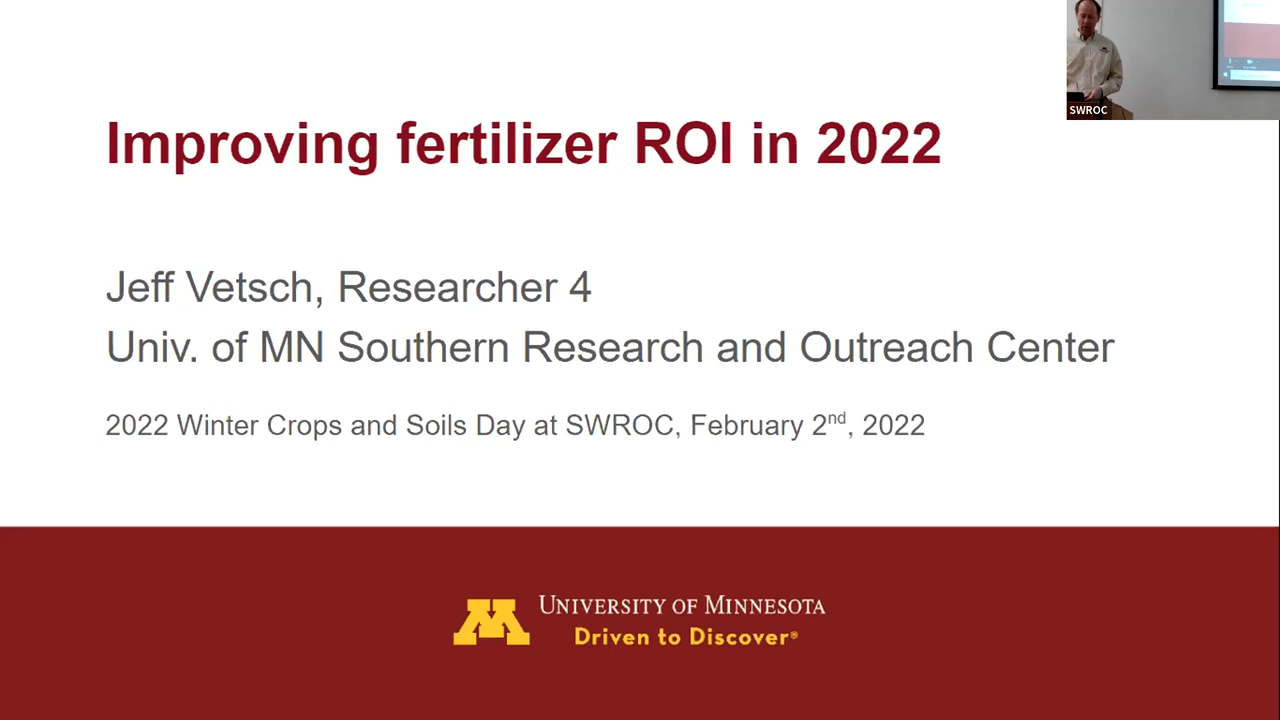 SWROC
Improving fertilizer ROI in 2022
Jeff Vetsch, Researcher 4
Univ. of MN Southern Research and Outreach Center
2022 Winter Crops and Soils Day at SWROC, February 2nd, 2022
UNIVERSITY OF MINNESOTA
Driven to Discover®